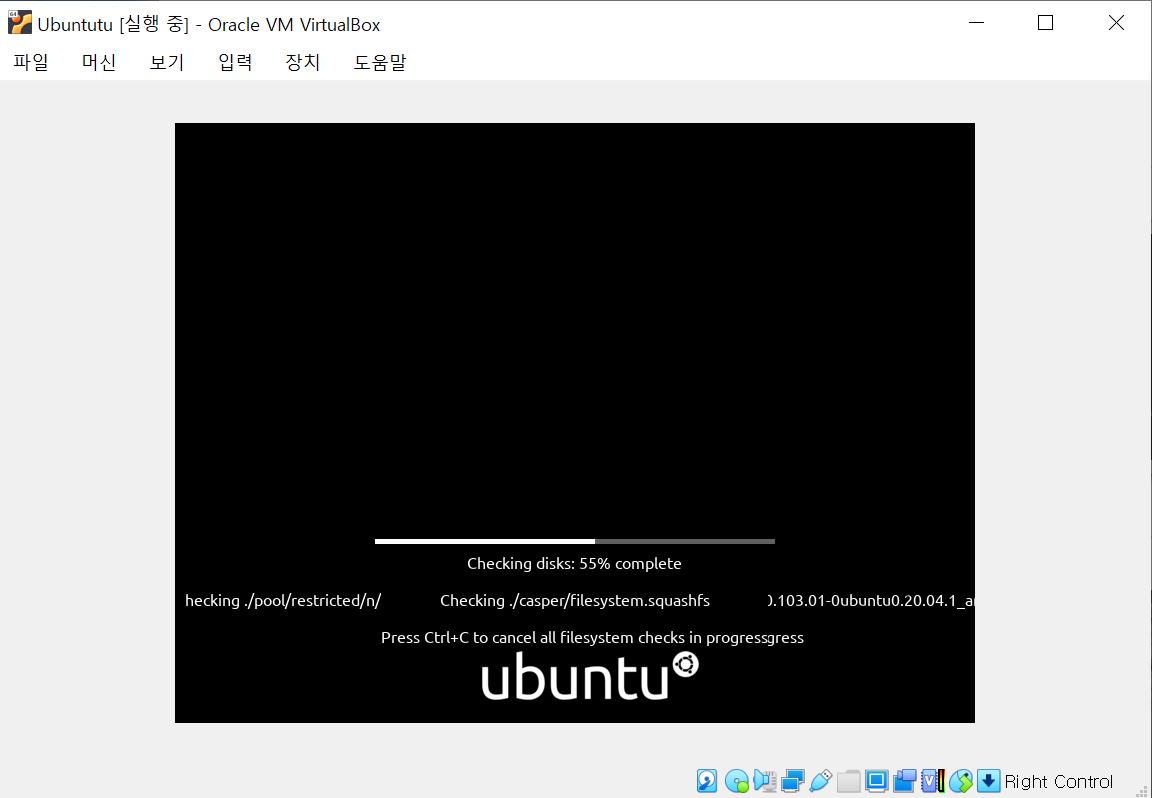 Ubuntutu [실행 중] - Oracle VM VirtualBox
파일 머신 보기 입력 장치 도움말
Checking disks: 55% complete
hecking ./pool/restricted/n/ Checking ./casper/filesystem.squashfs 0.103.01-0ubuntu0.20.04.1_a
Press Ctrl+C to cancel all filesystem checks in progressgress
ubuntu
Right Control